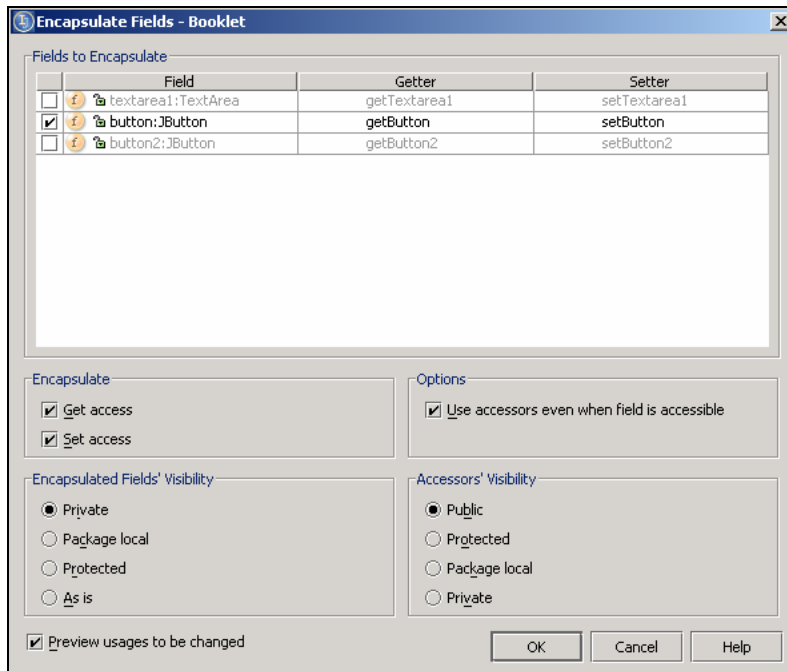 Encapsulate Fields - Booklet
Fields to Encapsulate
Field Getter Setter
f textarea1:TextArea getTextarea1 setTextarea1
f button:JButton getButton setButton
f button2:JButton getButton2 setButton2
Encapsulate
Get access
Set access
Options
Use accessors even when field is accessible
Encapsulated Fields' Visibility
Private
Package local
Protected
As is
Accessors' Visibility
Public
Protected
Package local
Private
Preview usages to be changed
OK Cancel Help